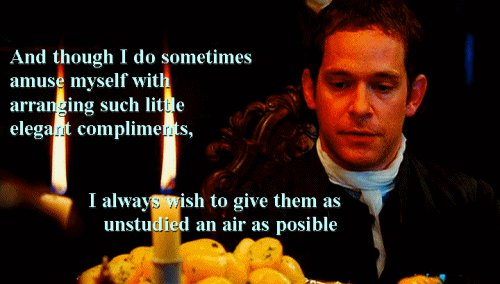 And though I do sometimes
amuse myself with
arranging such little
elegant compliments,
I always wish to give them as
unstudied an air as posible